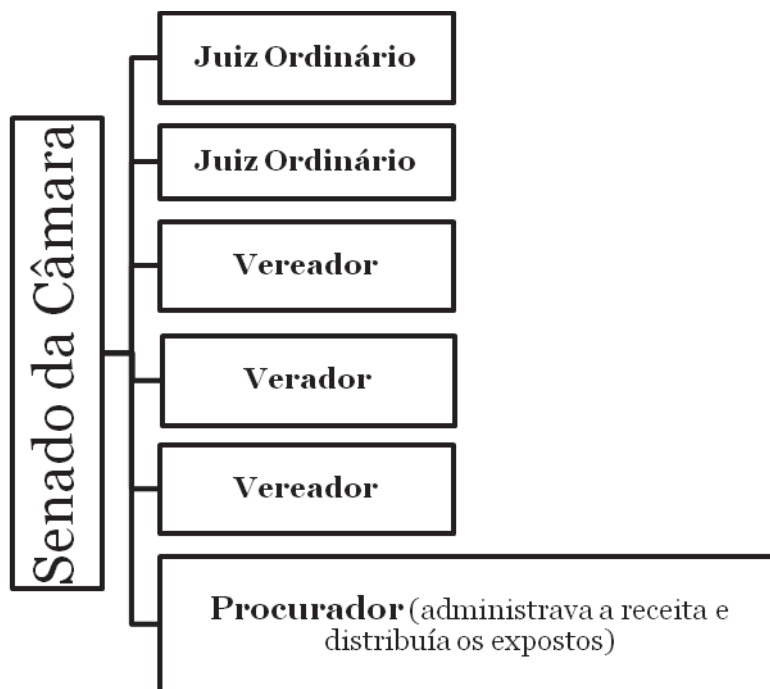 Senado da Câmara
Juiz Ordinário
Juiz Ordinário
Vereador
Verador
Vereador
Procurador (administrava a receita e
distribuía os expostos)